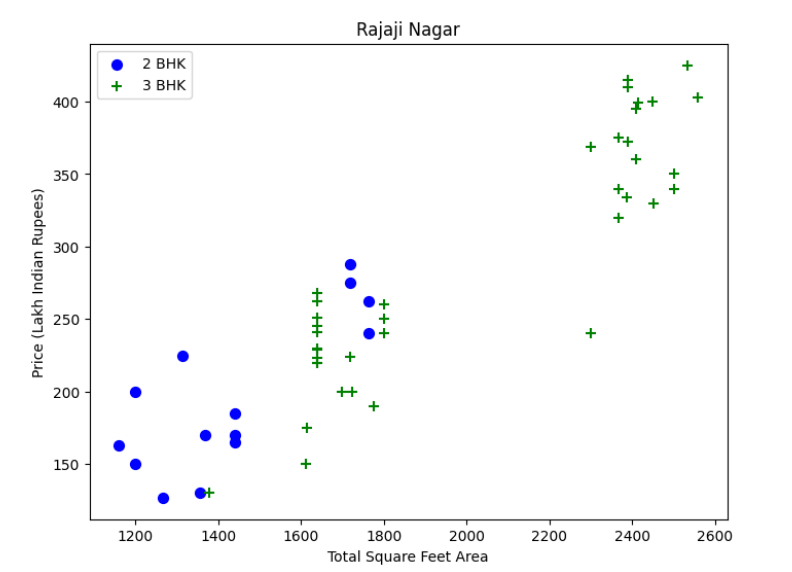 Rajaji Nagar
2 BHK
3 BHK
Price (Lakh Indian Rupees)
400
350
300
250
200
150
1200 1400 1600 1800 2000 2200 2400 2600
Total Square Feet Area